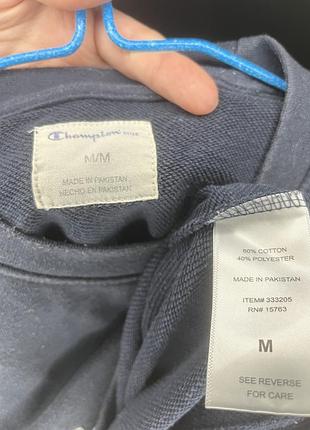 Champion
M/M
MADE IN PAKISTAN
HECHO EN PAKISTAN
60% COTTON
40% POLYESTER
MADE IN PAKISTAN
ITEM# 333205
RN# 15763
M
SEE REVERSE
FOR CARE